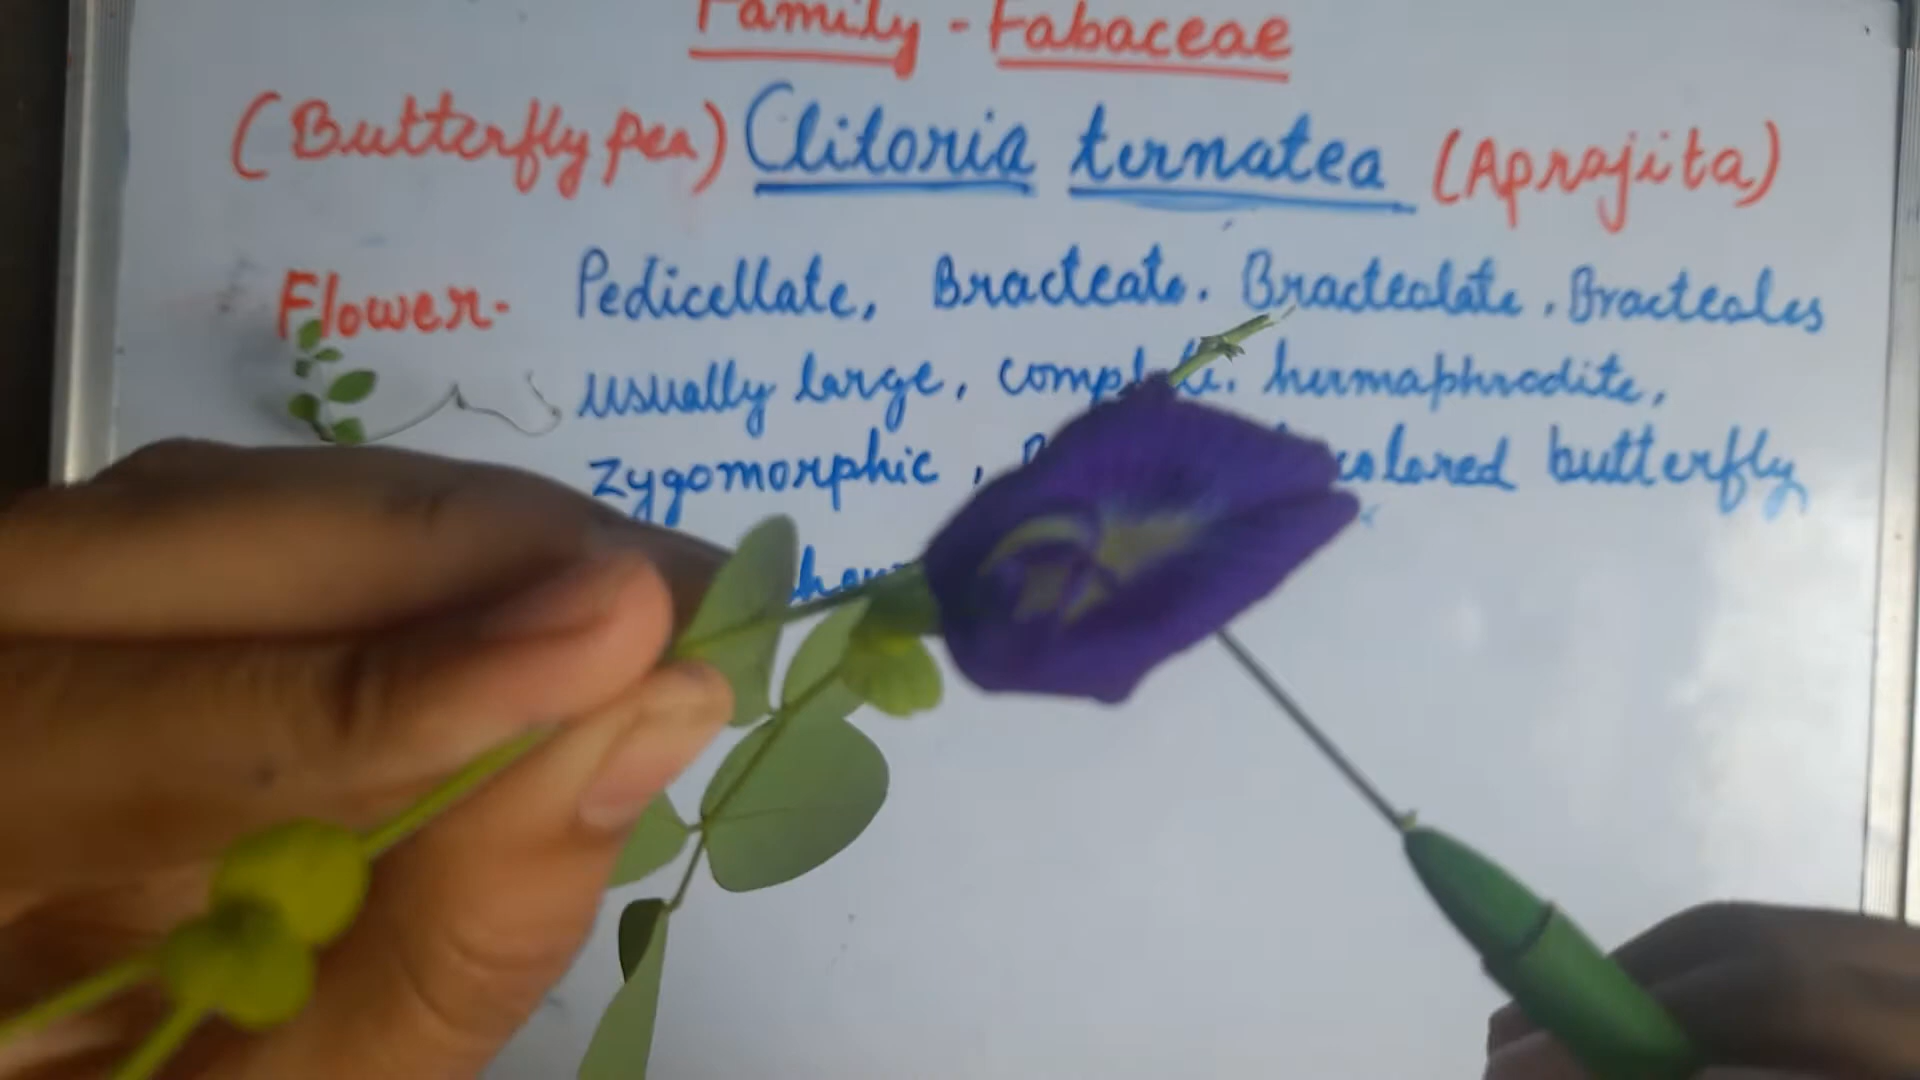 Family - Fabaceae
(Butterfly pea) Clitoria ternatea (Aprajita)
Flower- Pedicellate, Bracteate. Bracteolate, Bracteoles
usually large, complete. hermaphrodite,
Zygomorphic, colored butterfly